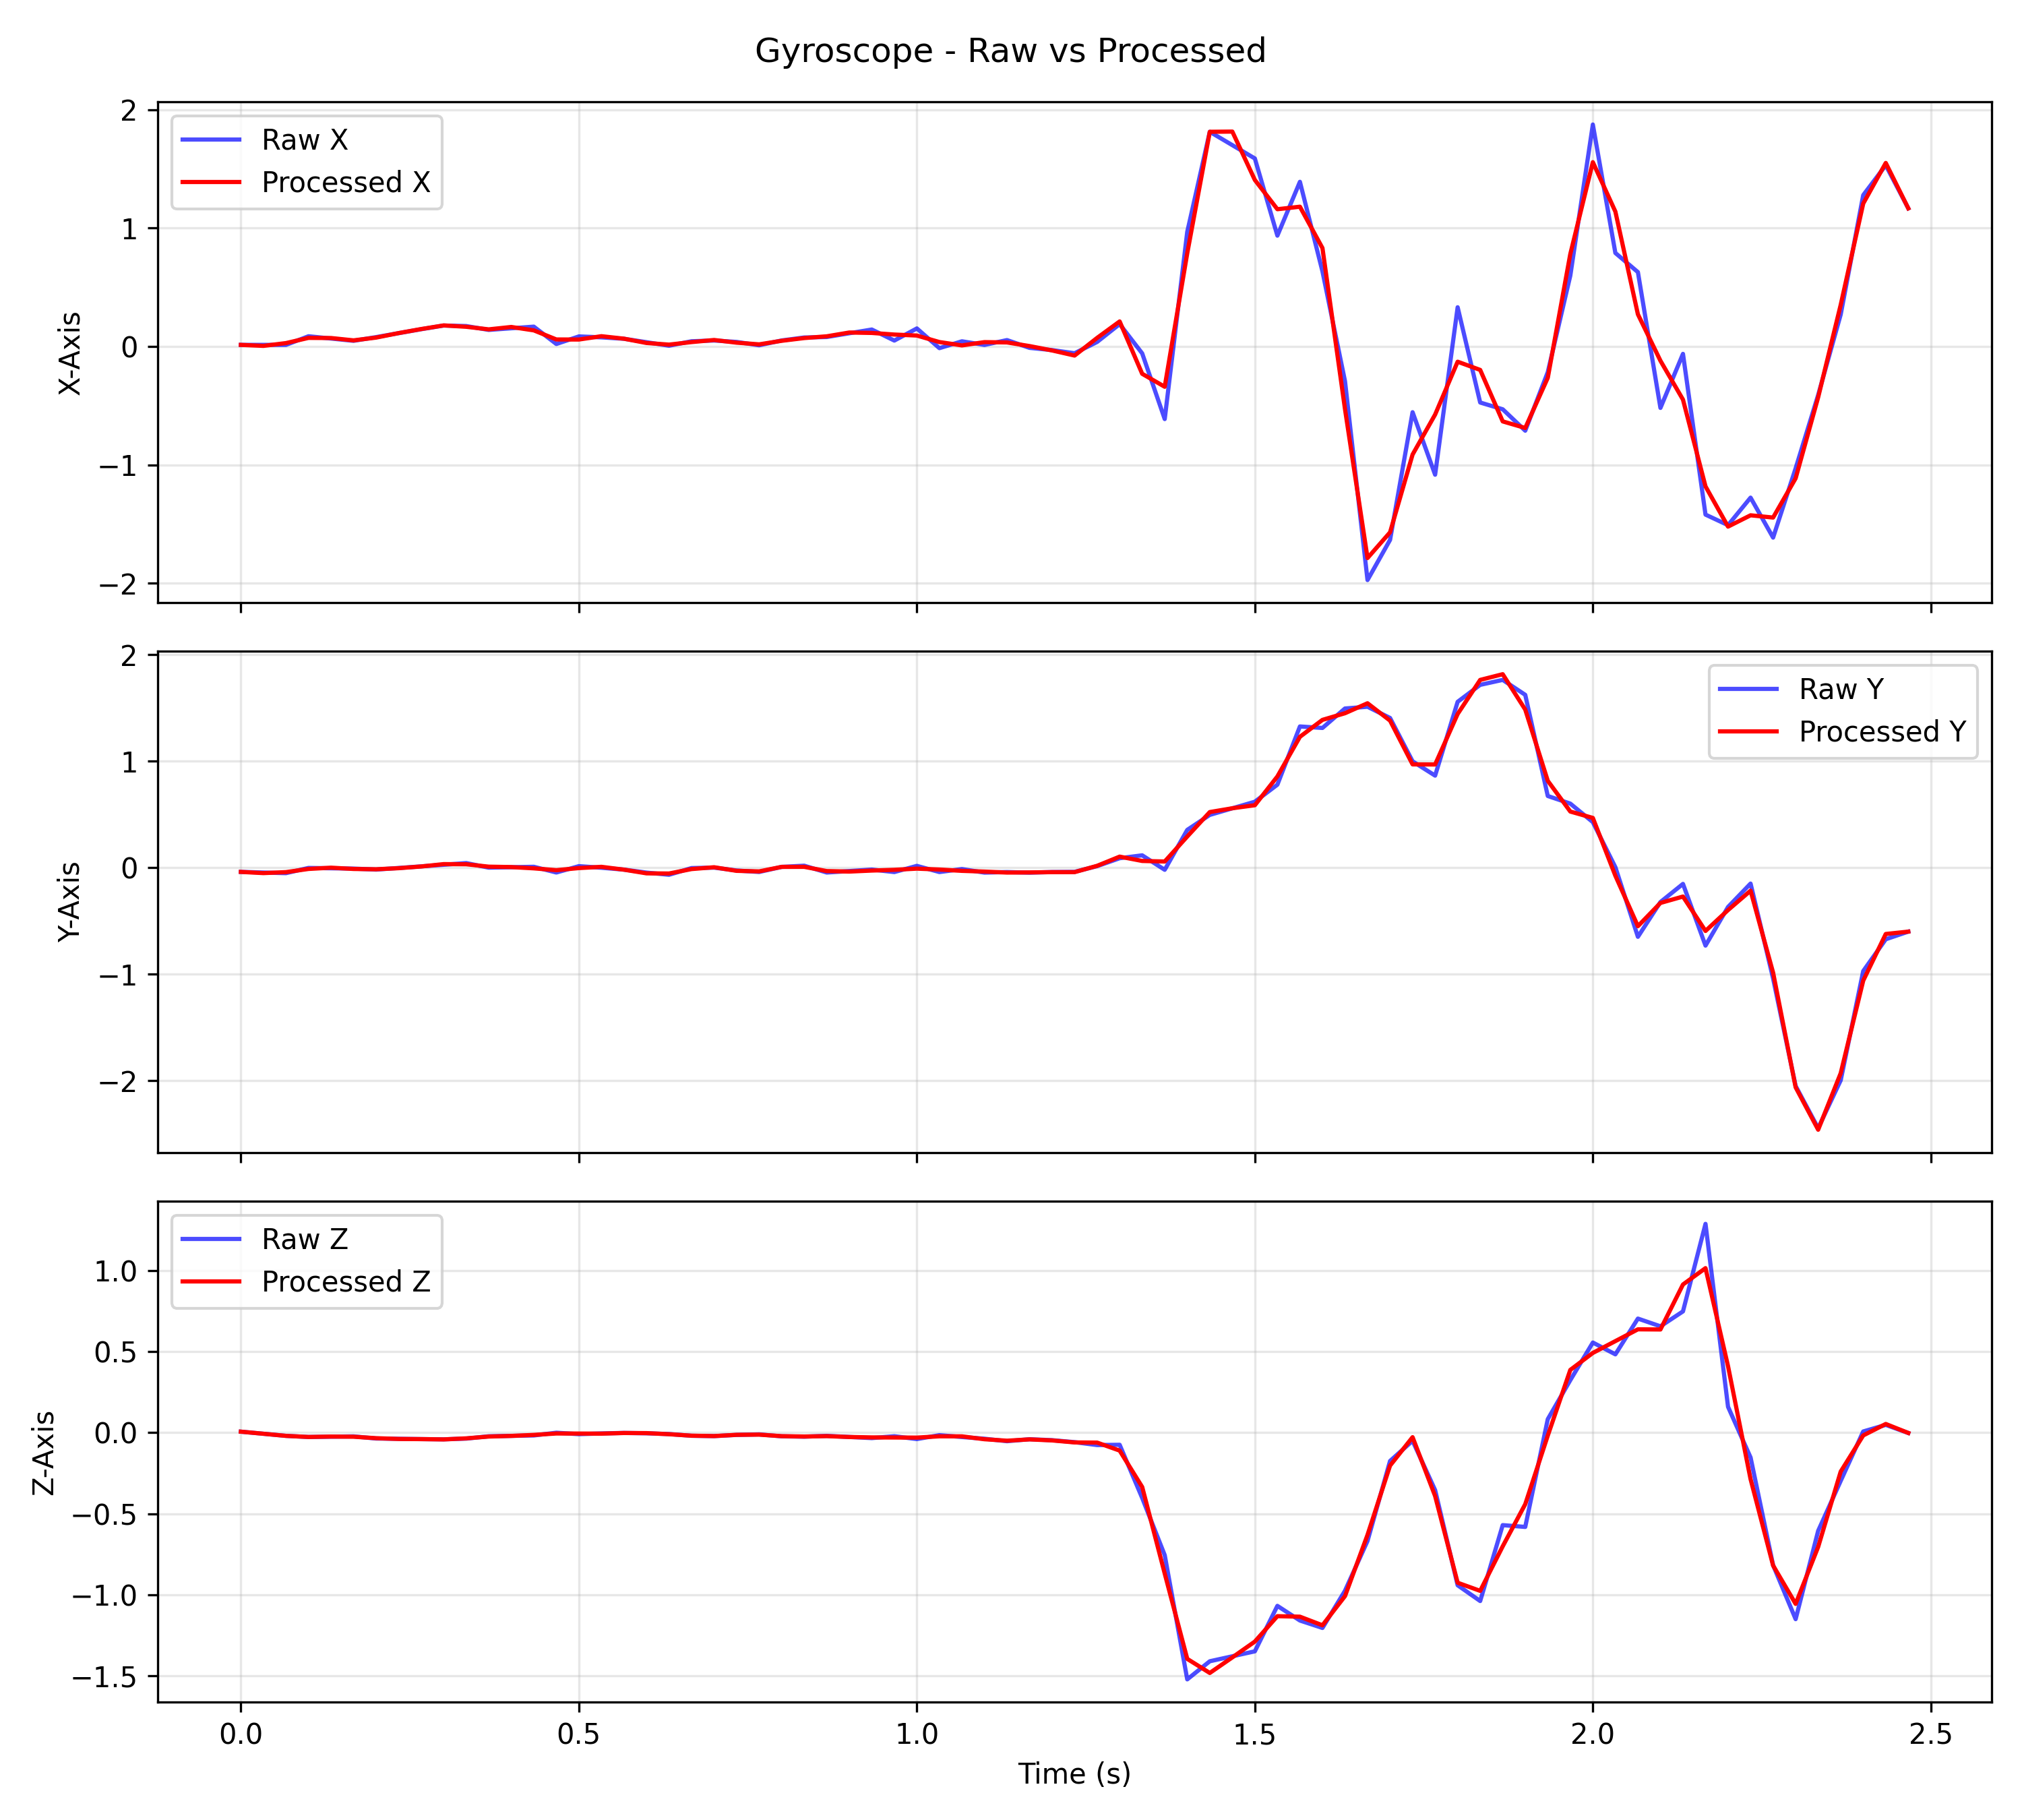 Gyroscope - Raw vs Processed
2
1
0
−1
−2
X-Axis
Raw X
Processed X
2
1
0
−1
−2
Y-Axis
Raw Y
Processed Y
1.0
0.5
0.0
−0.5
−1.0
−1.5
Z-Axis
Raw Z
Processed Z
0.0 0.5 1.0 1.5 2.0 2.5
Time (s)